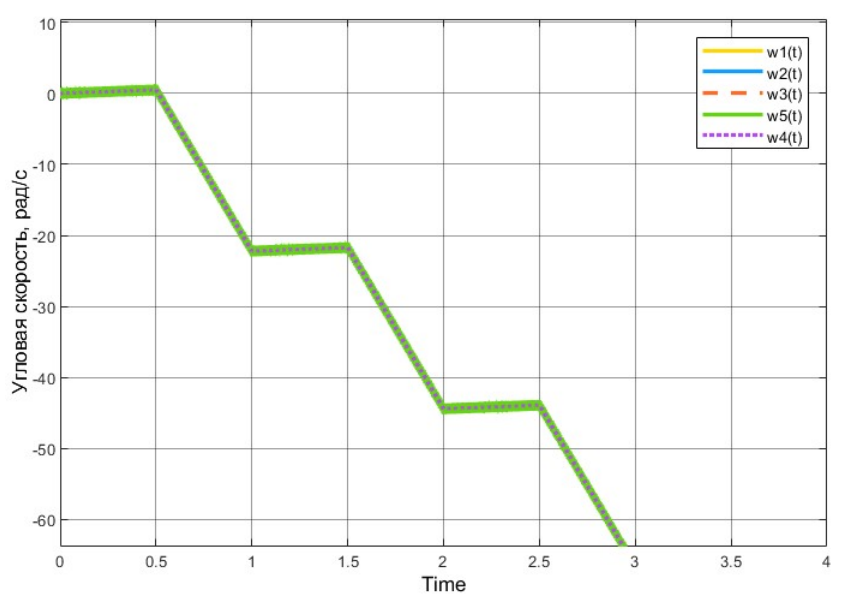 10
0
-10
-20
-30
-40
-50
-60
Угловая скорость, рад/с
0 0.5 1 1.5 2 2.5 3 3.5 4
Time
w1(t)
w2(t)
w3(t)
w5(t)
w4(t)